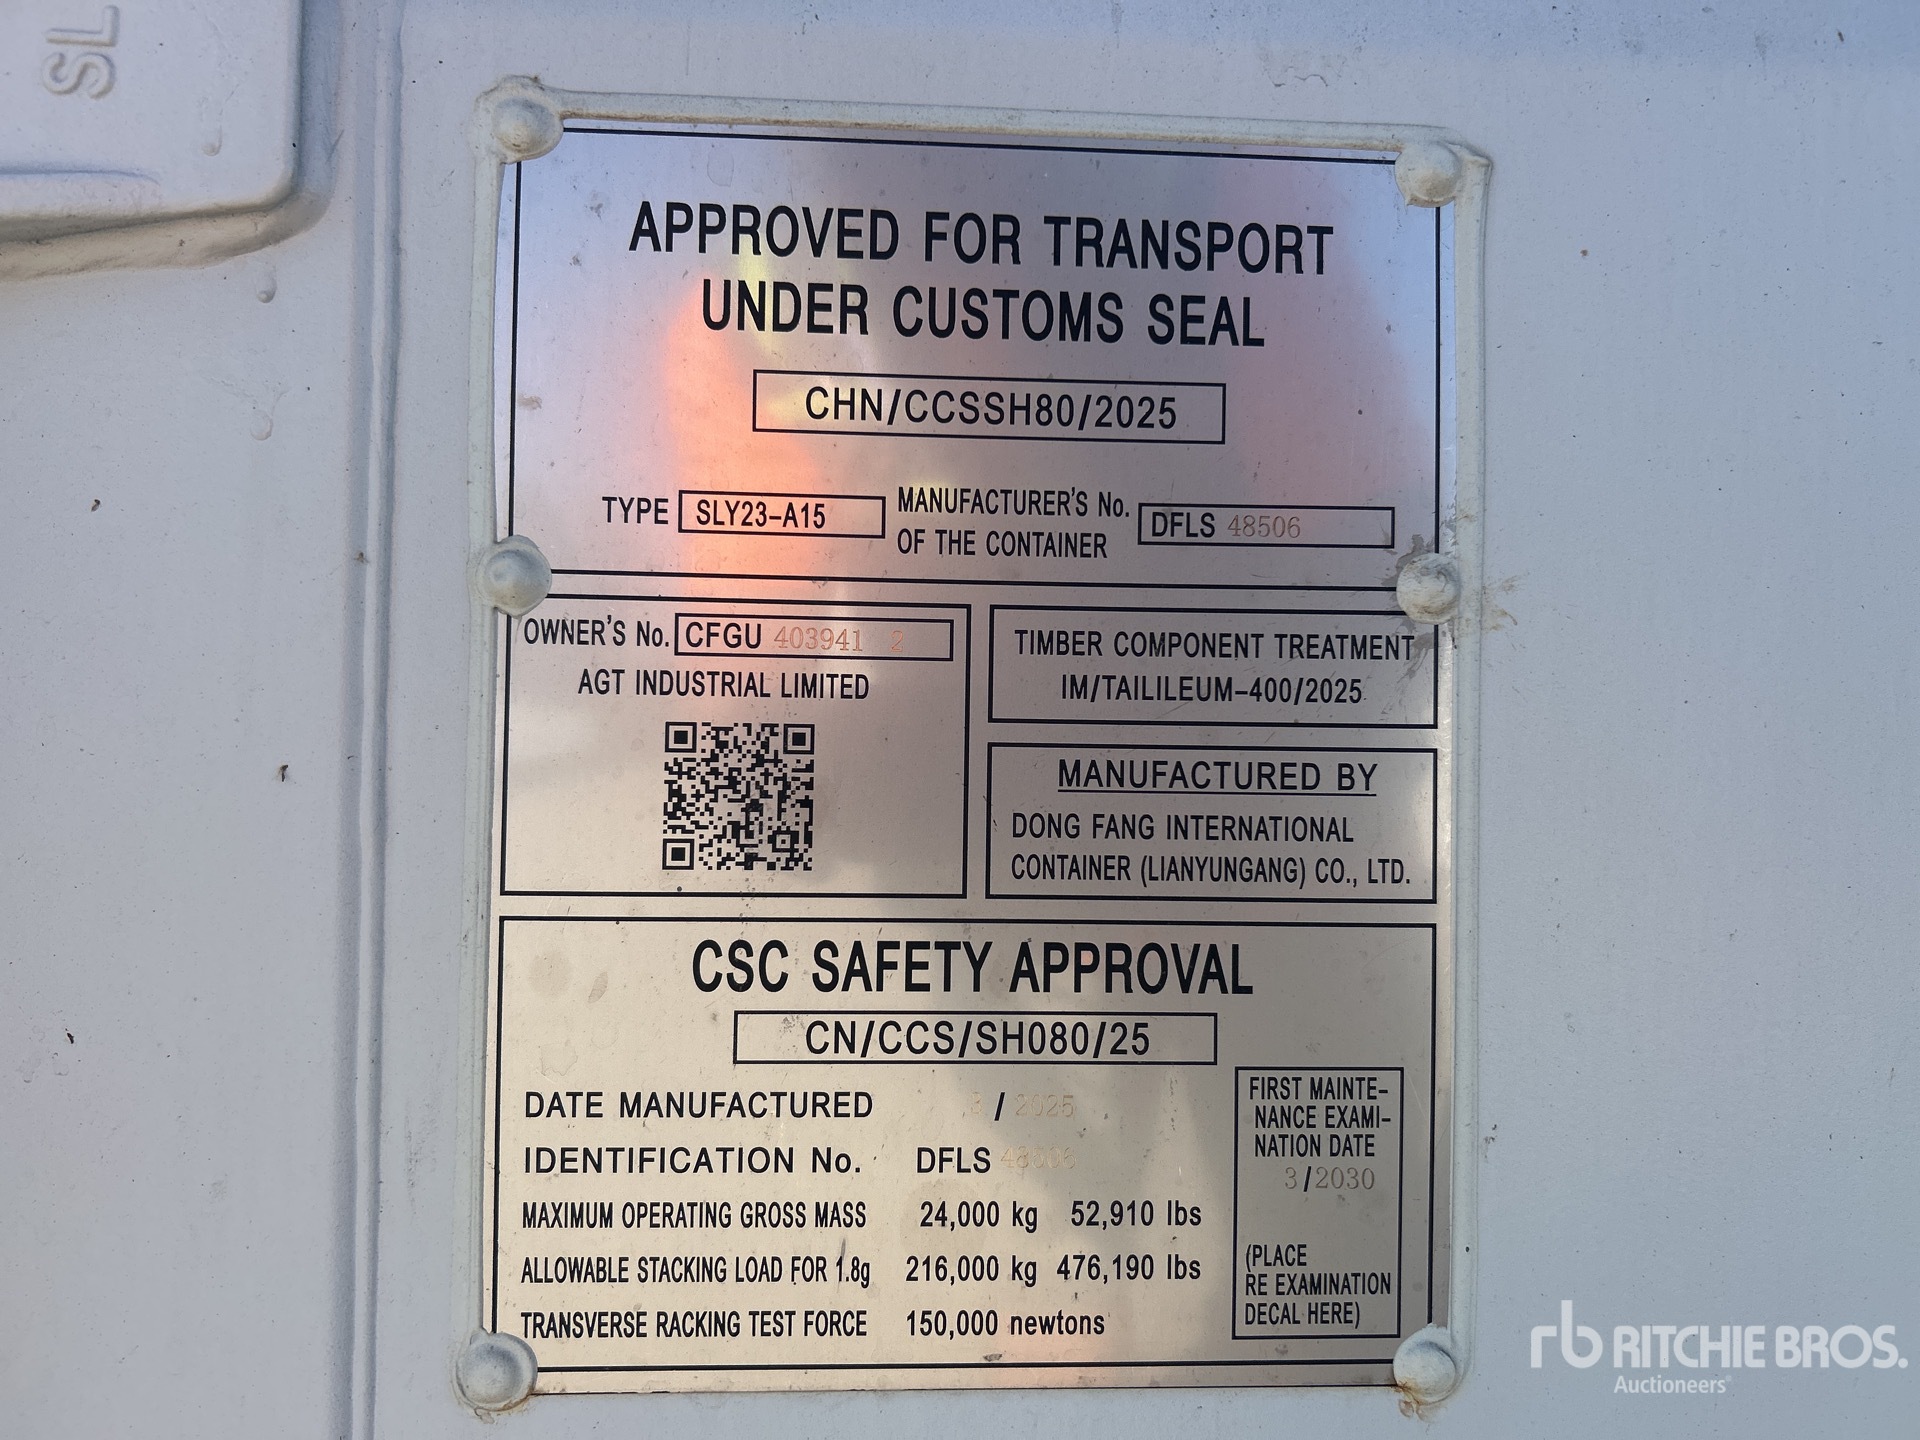 SL
APPROVED FOR TRANSPORT
UNDER CUSTOMS SEAL
CHN/CCSSH80/2025
TYPE SLY23-A15 MANUFACTURER'S No. OF THE CONTAINER DFLS 48506
OWNER'S No. CFGU 403941 2
AGT INDUSTRIAL LIMITED
TIMBER COMPONENT TREATMENT
IM/TAILILEUM-400/2025
MANUFACTURED BY
DONG FANG INTERNATIONAL
CONTAINER (LIANYUNGANG) CO., LTD.
CSC SAFETY APPROVAL
CN/CCS/SH080/25
DATE MANUFACTURED 3 / 2025
IDENTIFICATION No. DFLS 48506
MAXIMUM OPERATING GROSS MASS 24,000 kg 52,910 lbs
ALLOWABLE STACKING LOAD FOR 1.8g 216,000 kg 476,190 lbs
TRANSVERSE RACKING TEST FORCE 150,000 newtons
FIRST MAINTE-
NANCE EXAMI-
NATION DATE
3/2030
(PLACE
RE EXAMINATION
DECAL HERE)
rb RITCHIE BROS.
Auctioneers